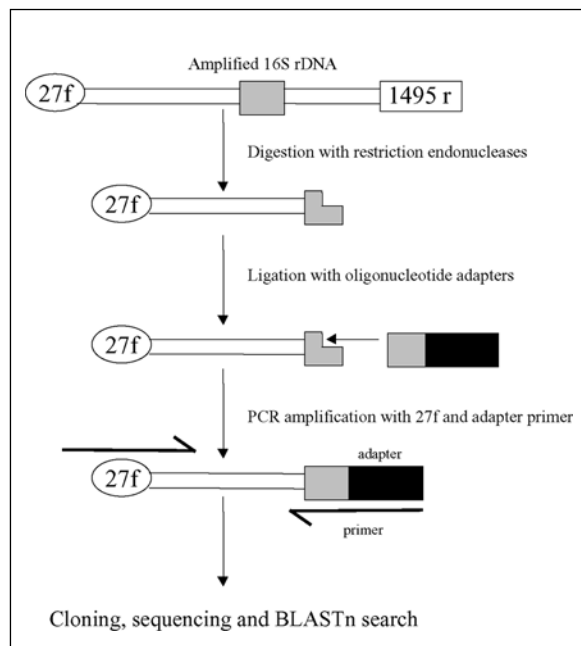 Amplified 16S rDNA
27f
1495 r
Digestion with restriction endonucleases
27f
Ligation with oligonucleotide adapters
27f
PCR amplification with 27f and adapter primer
adapter
27f
primer
Cloning, sequencing and BLASTn search